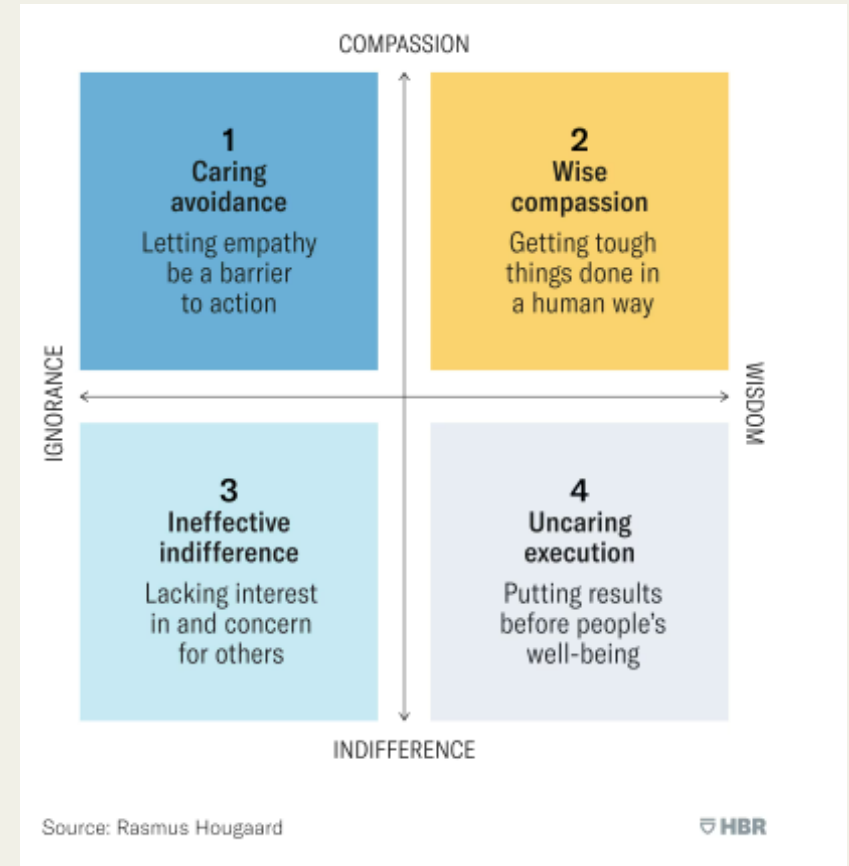 COMPASSION
1
Caring
avoidance
Letting empathy
be a barrier
to action
2
Wise
compassion
Getting tough
things done in
a human way
IGNORANCE
WISDOM
3
Ineffective
indifference
Lacking interest
in and concern
for others
4
Uncaring
execution
Putting results
before people's
well-being
INDIFFERENCE
Source: Rasmus Hougaard
HBR